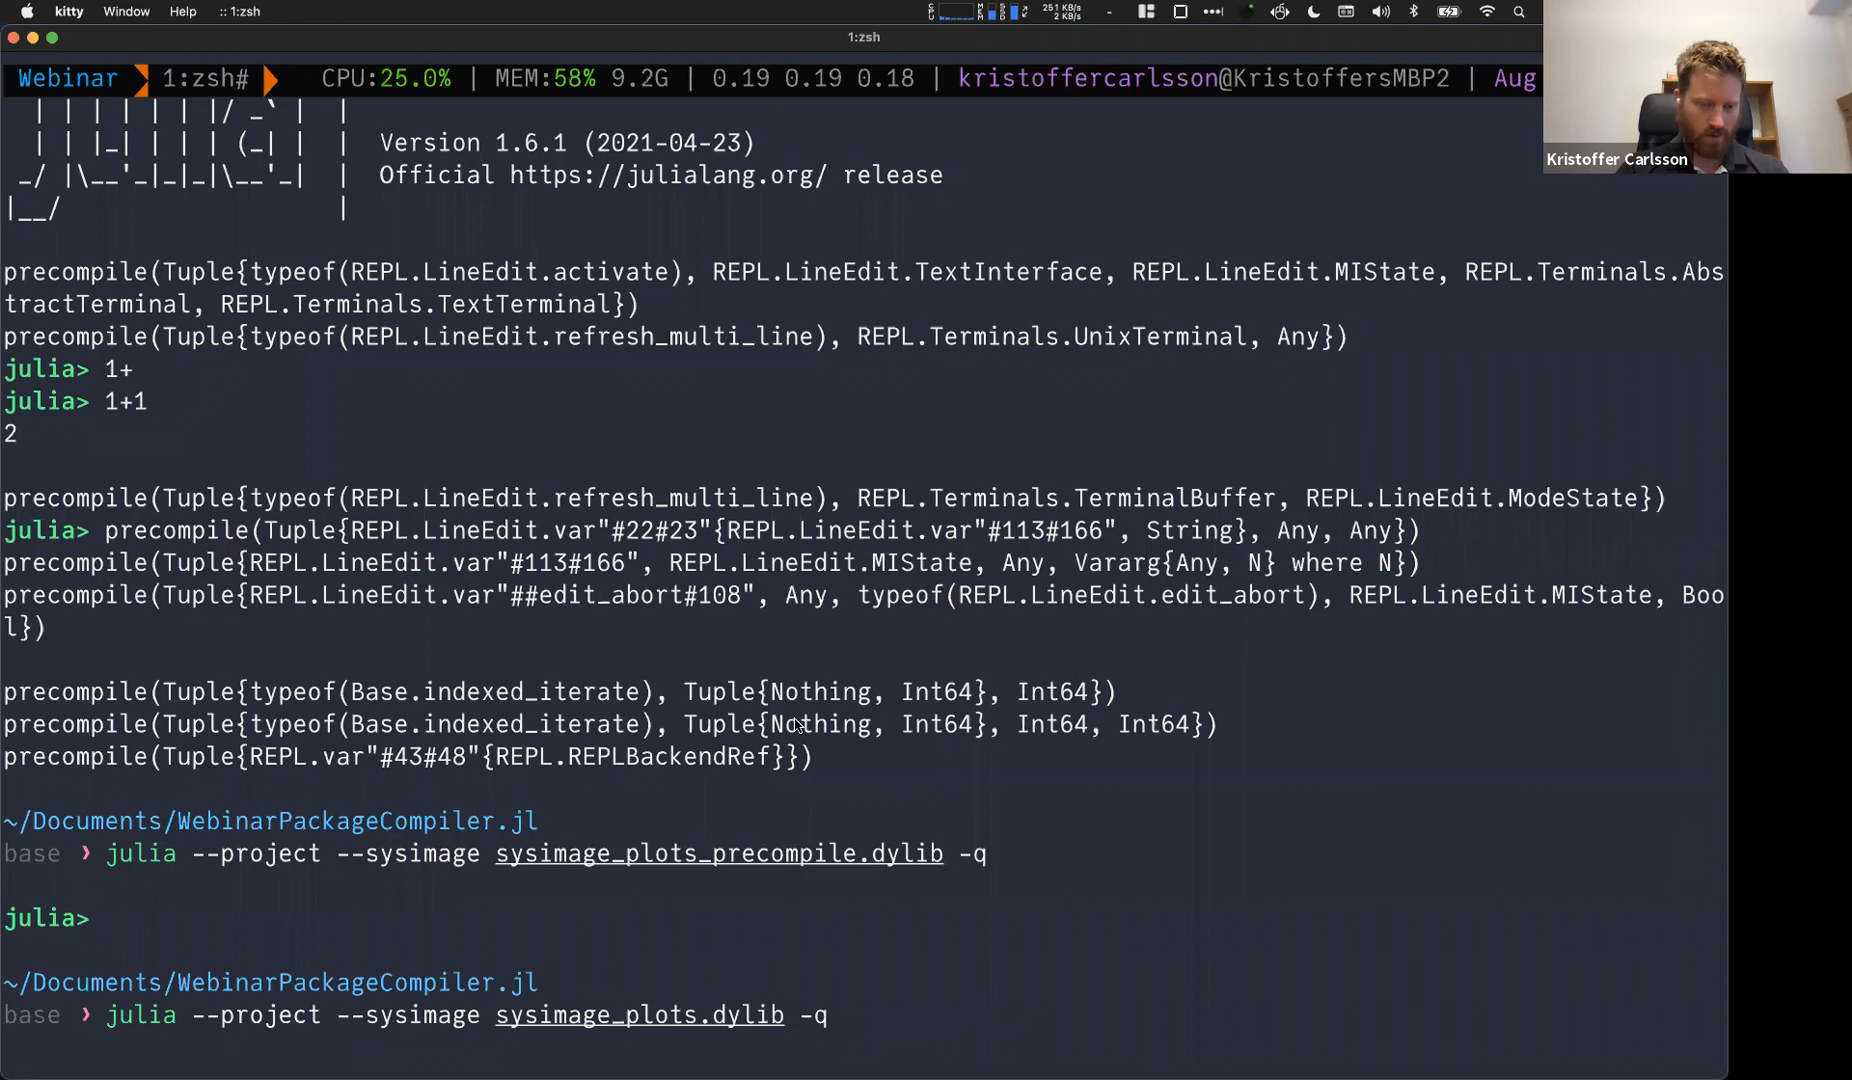 kitty Window Help :: 1:zsh
251 KB/s
2 KB/s
1:zsh
Webinar 1:zsh# CPU:25.0% | MEM:58% 9.2G | 0.19 0.19 0.18 | kristoffercarlsson@KristoffersMBP2 | Aug
Kristoffer Carlsson
| | | | | | |/ _` | |
| | |_| | | | (_| | | Version 1.6.1 (2021-04-23)
_/ |\__'_|_|_|\__'_| | Official https://julialang.org/ release
|__/ |
precompile(Tuple{typeof(REPL.LineEdit.activate), REPL.LineEdit.TextInterface, REPL.LineEdit.MIState, REPL.Terminals.Abs
tractTerminal, REPL.Terminals.TextTerminal})
precompile(Tuple{typeof(REPL.LineEdit.refresh_multi_line), REPL.Terminals.UnixTerminal, Any})
julia> 1+
julia> 1+1
2
precompile(Tuple{typeof(REPL.LineEdit.refresh_multi_line), REPL.Terminals.TerminalBuffer, REPL.LineEdit.ModeState})
julia> precompile(Tuple{REPL.LineEdit.var"#22#23"{REPL.LineEdit.var"#113#166", String}, Any, Any})
precompile(Tuple{REPL.LineEdit.var"#113#166", REPL.LineEdit.MIState, Any, Vararg{Any, N} where N})
precompile(Tuple{REPL.LineEdit.var"##edit_abort#108", Any, typeof(REPL.LineEdit.edit_abort), REPL.LineEdit.MIState, Boo
l})
precompile(Tuple{typeof(Base.indexed_iterate), Tuple{Nothing, Int64}, Int64})
precompile(Tuple{typeof(Base.indexed_iterate), Tuple{Nothing, Int64}, Int64, Int64})
precompile(Tuple{REPL.var"#43#48"{REPL.REPLBackendRef}})
~/Documents/WebinarPackageCompiler.jl
base ❯ julia --project --sysimage sysimage_plots_precompile.dylib -q
julia>
~/Documents/WebinarPackageCompiler.jl
base ❯ julia --project --sysimage sysimage_plots.dylib -q